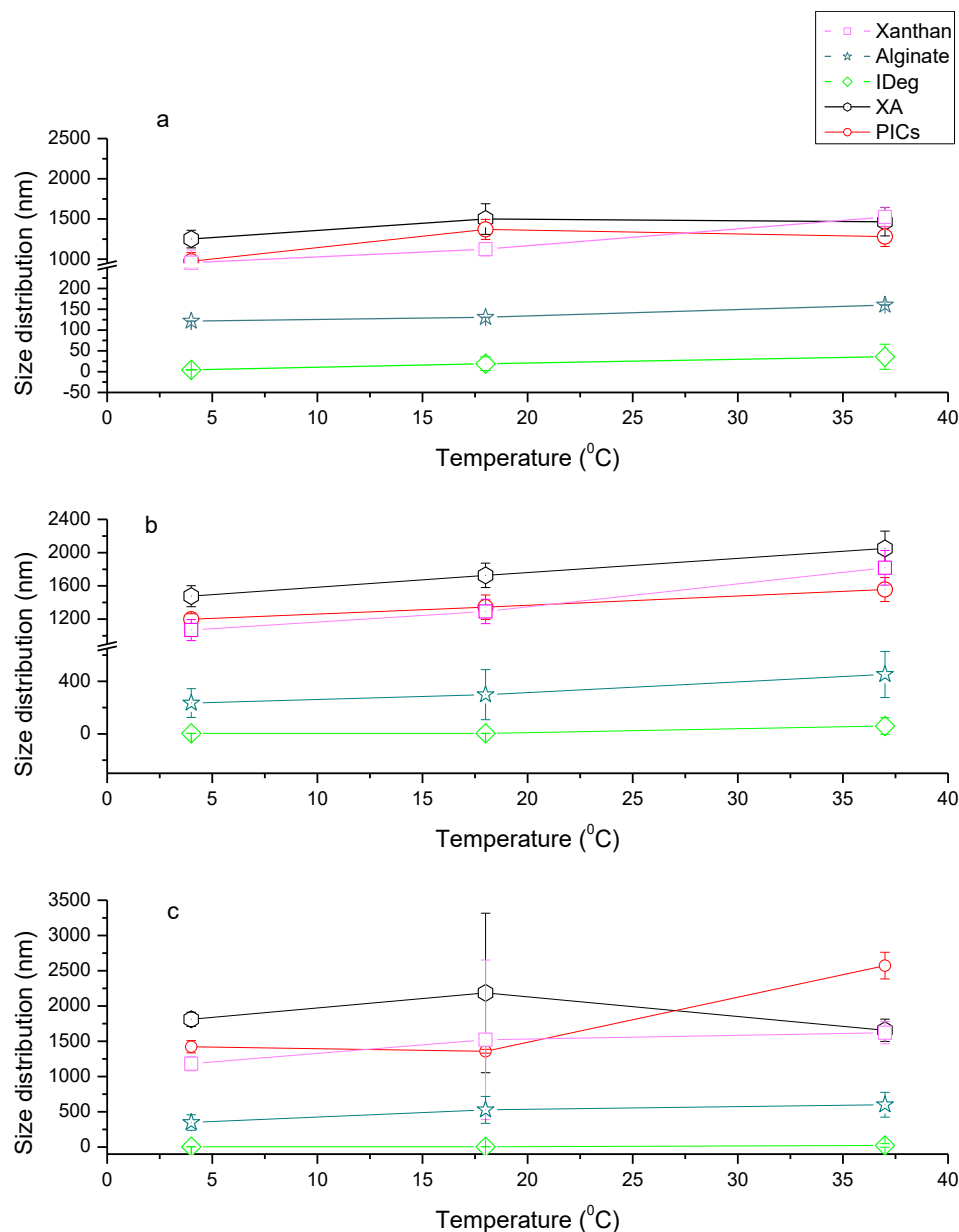 Xanthan
Alginate
IDeg
XA
PICs
a
2500
2000
1500
1000
200
150
100
50
0
-50
Size distribution (nm)
0 5 10 15 20 25 30 35 40
Temperature (⁰C)
b
2400
2000
1600
1200
400
0
Size distribution (nm)
0 5 10 15 20 25 30 35 40
Temperature (⁰C)
c
3500
3000
2500
2000
1500
1000
500
0
Size distribution (nm)
0 5 10 15 20 25 30 35 40
Temperature (⁰C)